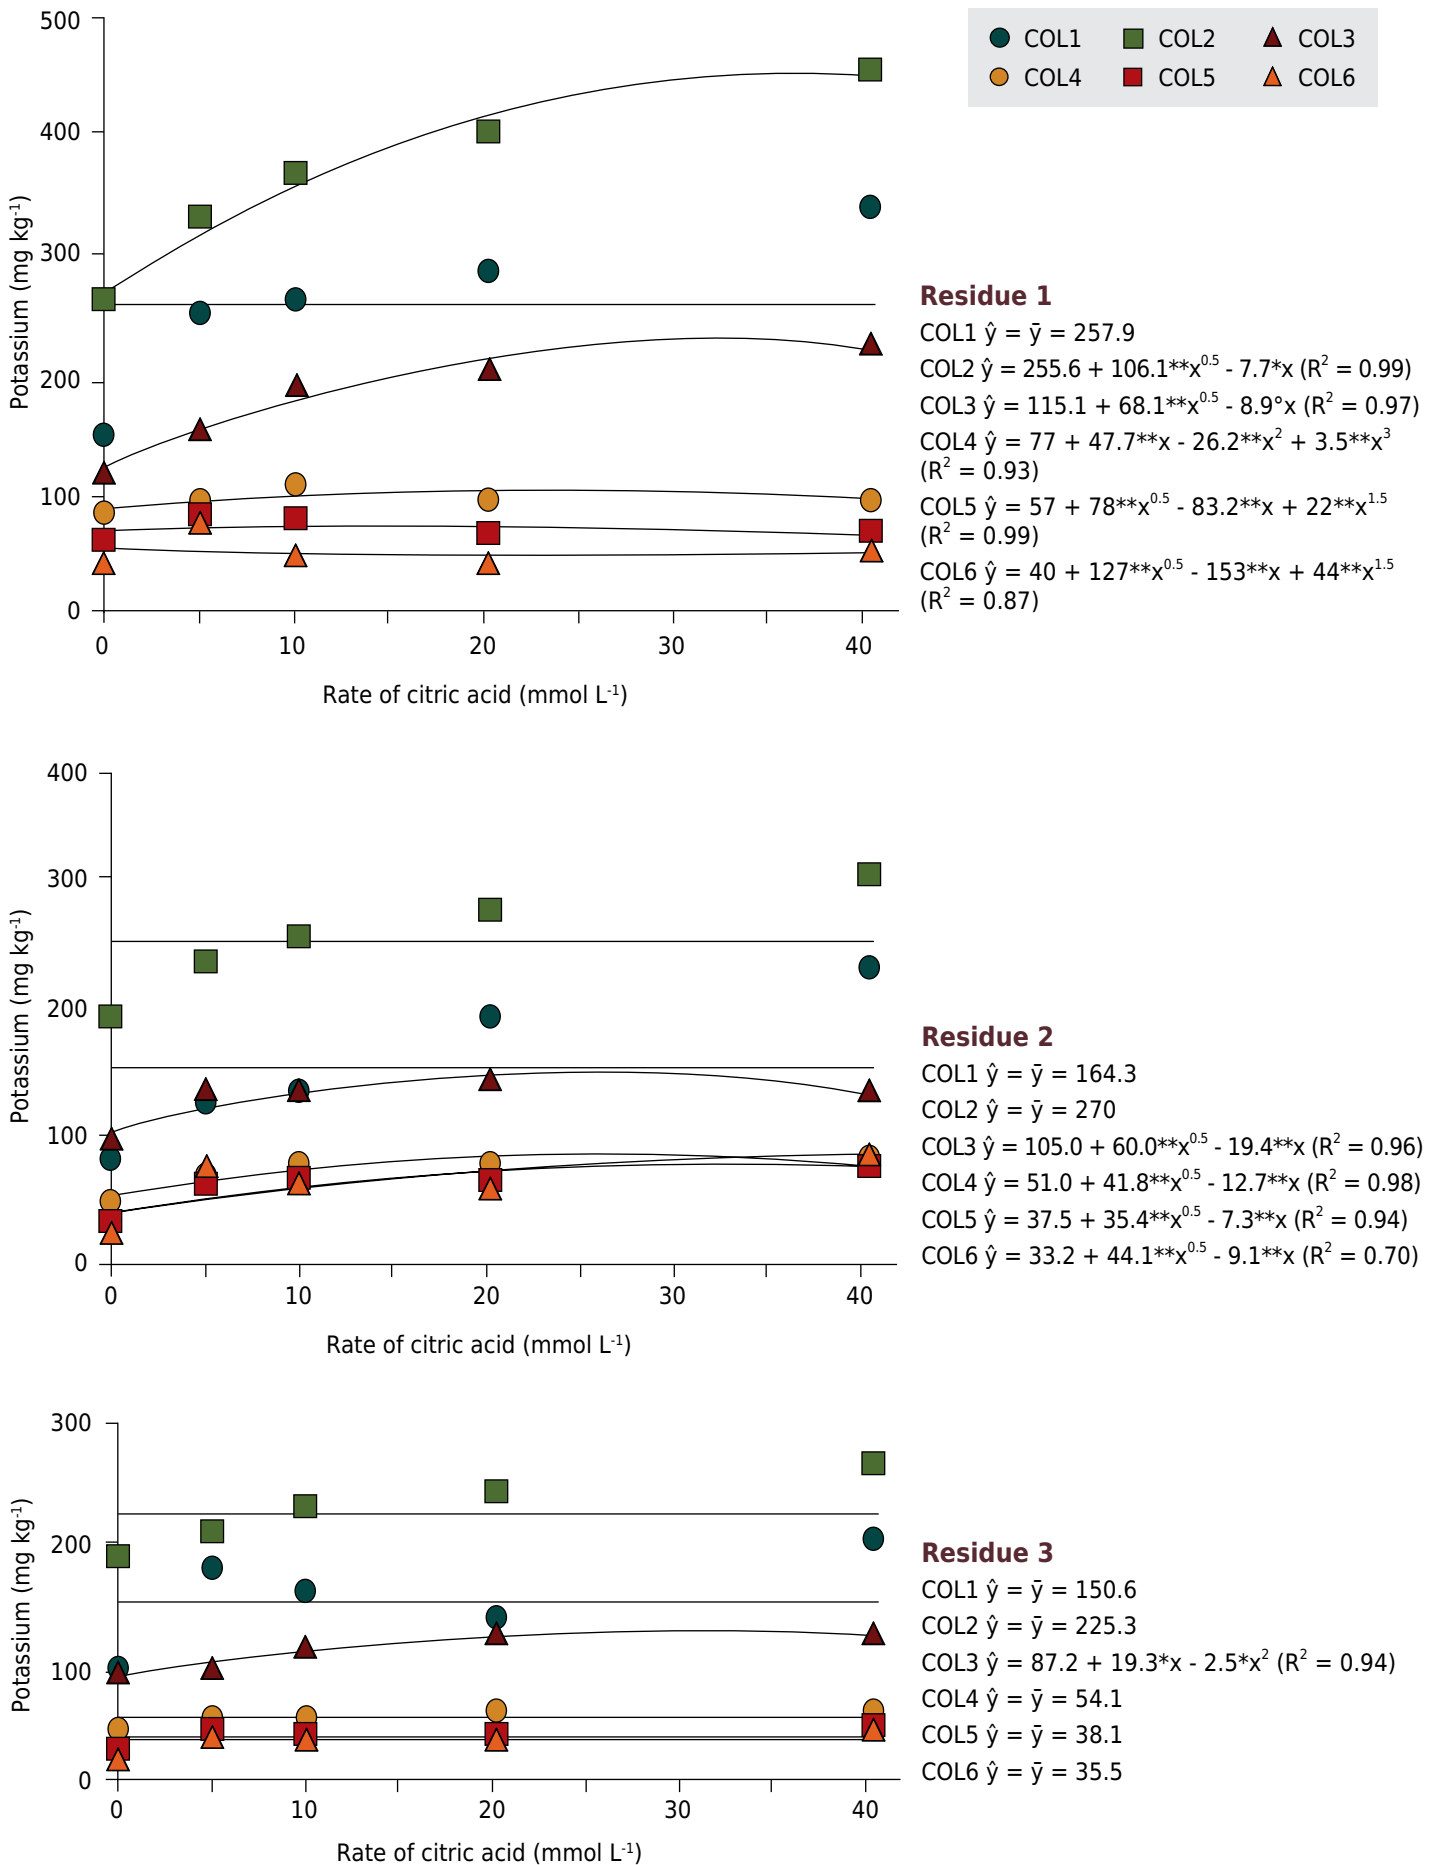 COL1 COL2 COL3
COL4 COL5 COL6
500
400
300
200
100
0
Potassium (mg kg⁻¹)
0 10 20 30 40
Rate of citric acid (mmol L⁻¹)
Residue 1
COL1 ŷ = ȳ = 257.9
COL2 ŷ = 255.6 + 106.1**x⁰·⁵ - 7.7*x (R² = 0.99)
COL3 ŷ = 115.1 + 68.1**x⁰·⁵ - 8.9°x (R² = 0.97)
COL4 ŷ = 77 + 47.7**x - 26.2**x² + 3.5**x³
(R² = 0.93)
COL5 ŷ = 57 + 78**x⁰·⁵ - 83.2**x + 22**x¹·⁵
(R² = 0.99)
COL6 ŷ = 40 + 127**x⁰·⁵ - 153**x + 44**x¹·⁵
(R² = 0.87)
400
300
200
100
0
Potassium (mg kg⁻¹)
0 10 20 30 40
Rate of citric acid (mmol L⁻¹)
Residue 2
COL1 ŷ = ȳ = 164.3
COL2 ŷ = ȳ = 270
COL3 ŷ = 105.0 + 60.0**x⁰·⁵ - 19.4**x (R² = 0.96)
COL4 ŷ = 51.0 + 41.8**x⁰·⁵ - 12.7**x (R² = 0.98)
COL5 ŷ = 37.5 + 35.4**x⁰·⁵ - 7.3**x (R² = 0.94)
COL6 ŷ = 33.2 + 44.1**x⁰·⁵ - 9.1**x (R² = 0.70)
300
200
100
0
Potassium (mg kg⁻¹)
0 10 20 30 40
Rate of citric acid (mmol L⁻¹)
Residue 3
COL1 ŷ = ȳ = 150.6
COL2 ŷ = ȳ = 225.3
COL3 ŷ = 87.2 + 19.3*x - 2.5*x² (R² = 0.94)
COL4 ŷ = ȳ = 54.1
COL5 ŷ = ȳ = 38.1
COL6 ŷ = ȳ = 35.5